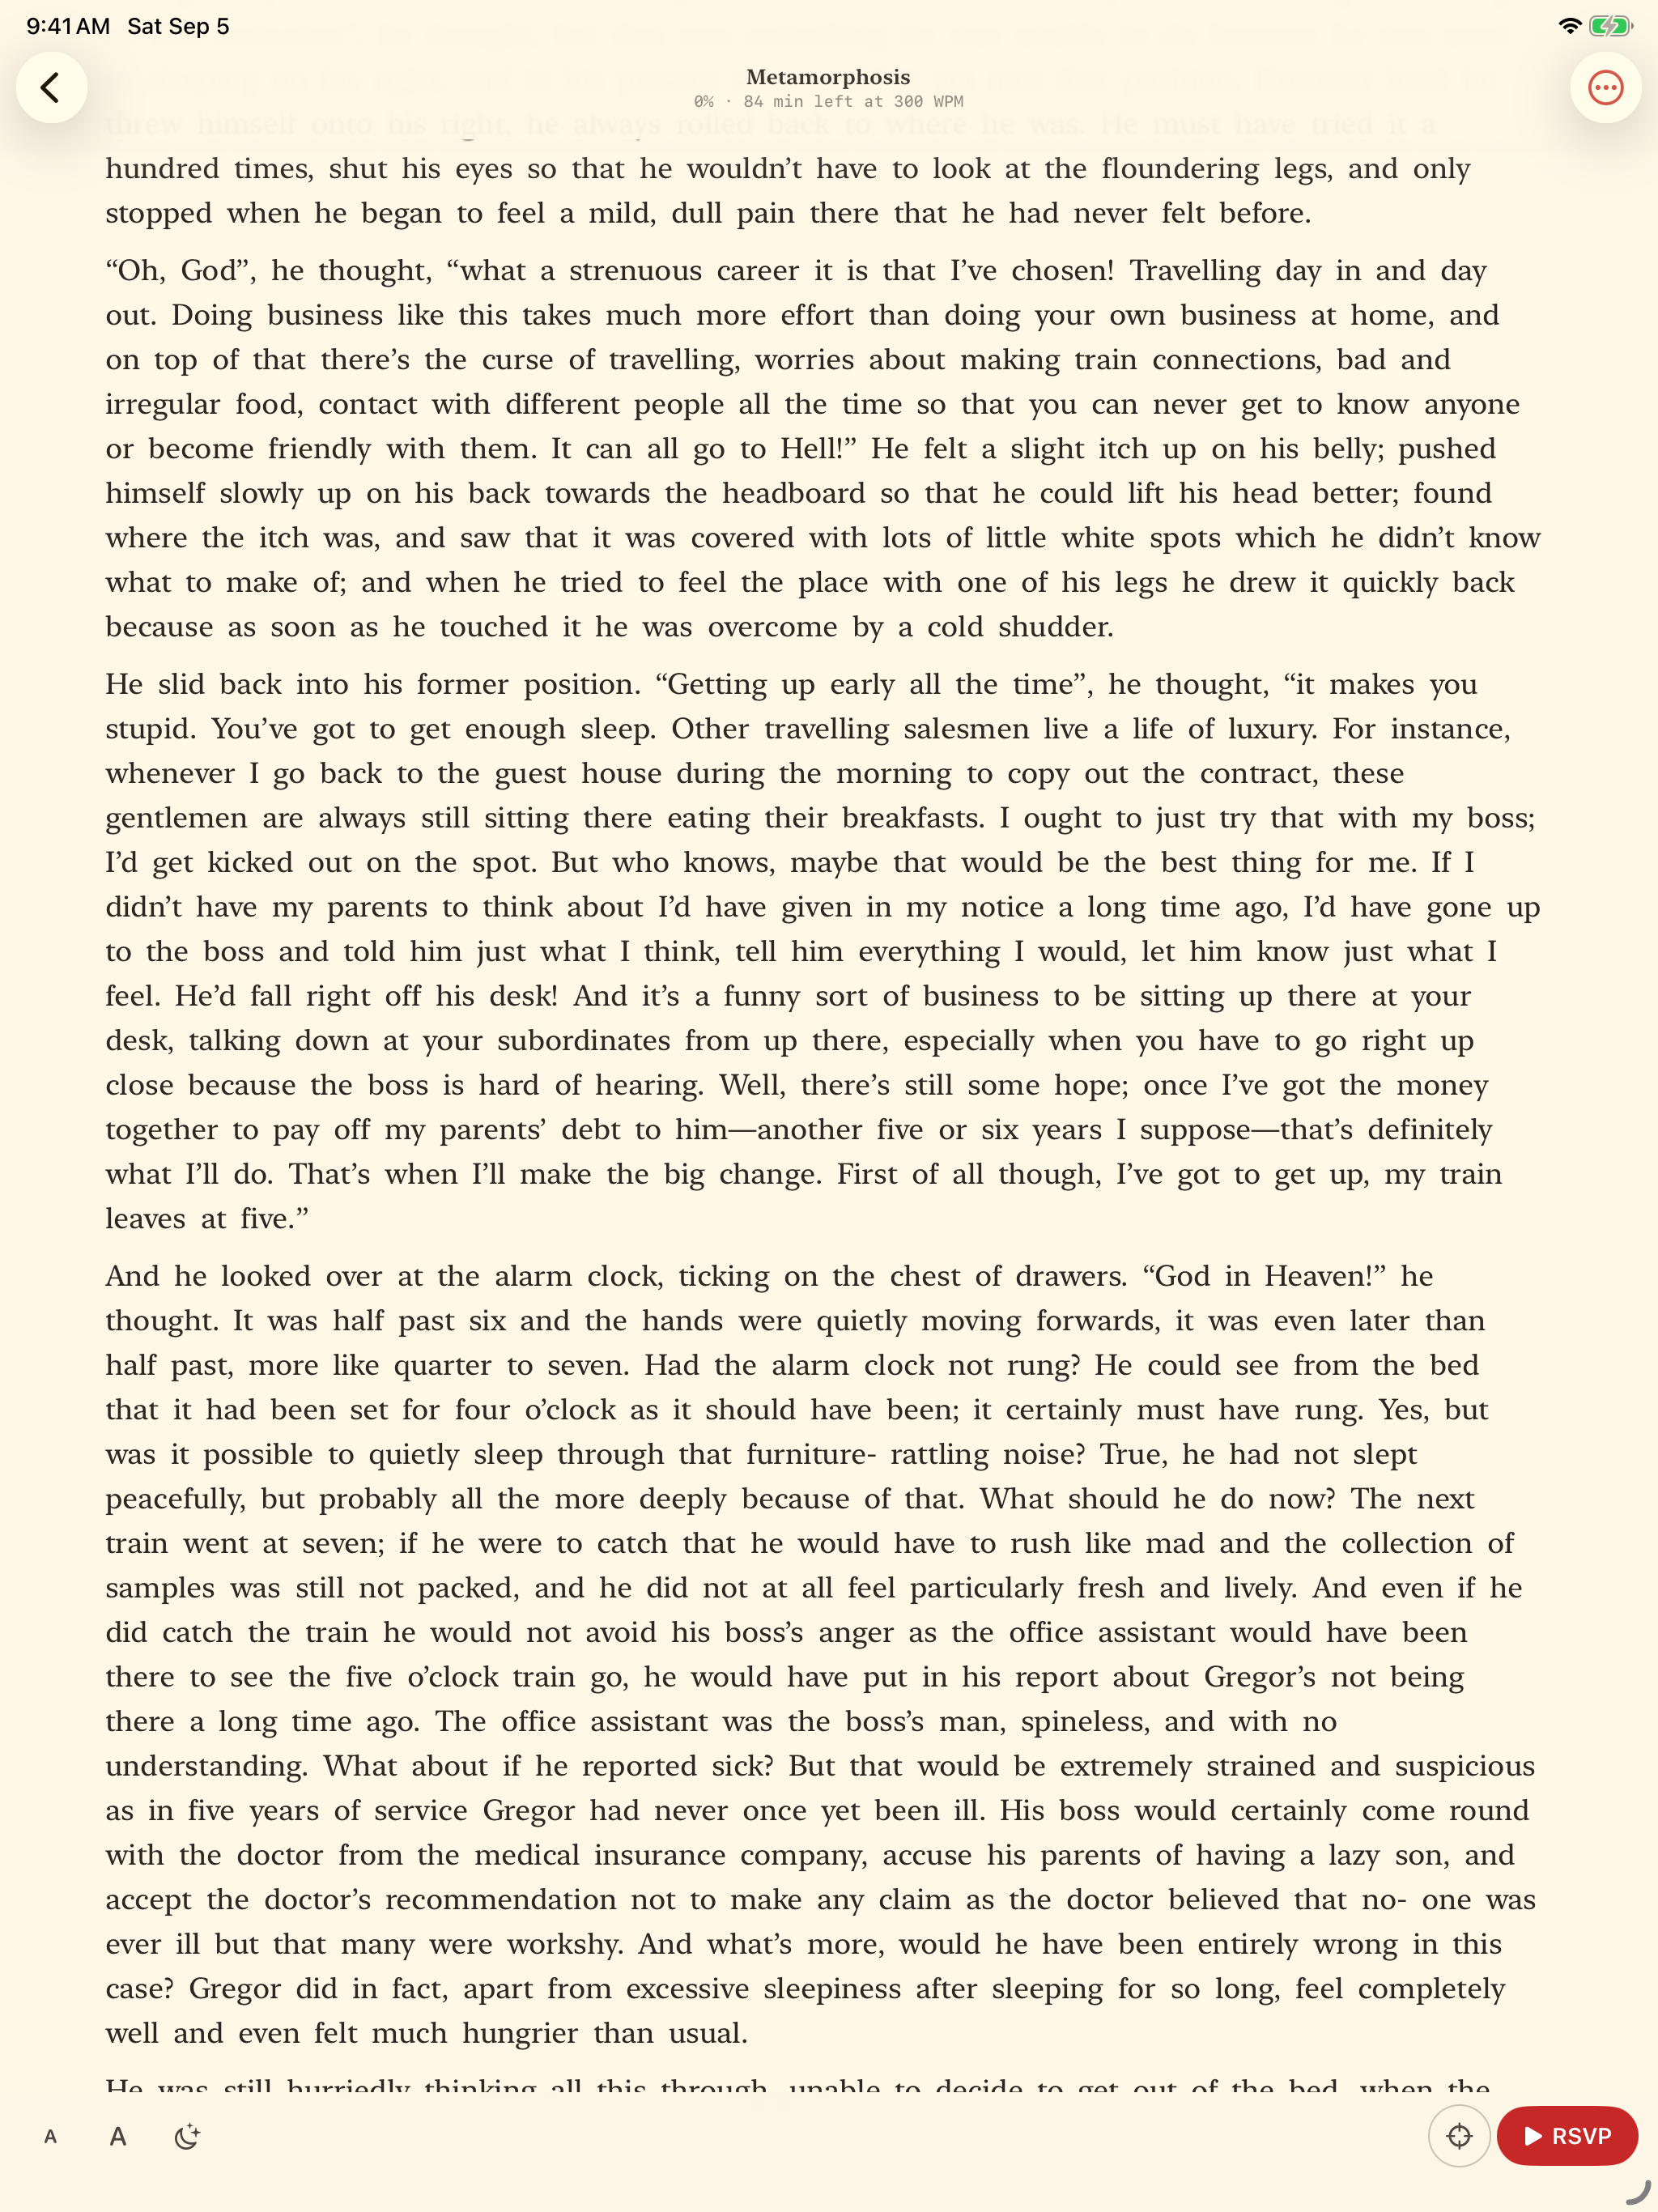 9:41 AM Sat Sep 5
Metamorphosis
0% · 84 min left at 300 WPM
threw himself onto his right, he always rolled back to where he was. He must have tried it a
hundred times, shut his eyes so that he wouldn’t have to look at the floundering legs, and only
stopped when he began to feel a mild, dull pain there that he had never felt before.
“Oh, God”, he thought, “what a strenuous career it is that I’ve chosen! Travelling day in and day
out. Doing business like this takes much more effort than doing your own business at home, and
on top of that there’s the curse of travelling, worries about making train connections, bad and
irregular food, contact with different people all the time so that you can never get to know anyone
or become friendly with them. It can all go to Hell!” He felt a slight itch up on his belly; pushed
himself slowly up on his back towards the headboard so that he could lift his head better; found
where the itch was, and saw that it was covered with lots of little white spots which he didn’t know
what to make of; and when he tried to feel the place with one of his legs he drew it quickly back
because as soon as he touched it he was overcome by a cold shudder.
He slid back into his former position. “Getting up early all the time”, he thought, “it makes you
stupid. You’ve got to get enough sleep. Other travelling salesmen live a life of luxury. For instance,
whenever I go back to the guest house during the morning to copy out the contract, these
gentlemen are always still sitting there eating their breakfasts. I ought to just try that with my boss;
I’d get kicked out on the spot. But who knows, maybe that would be the best thing for me. If I
didn’t have my parents to think about I’d have given in my notice a long time ago, I’d have gone up
to the boss and told him just what I think, tell him everything I would, let him know just what I
feel. He’d fall right off his desk! And it’s a funny sort of business to be sitting up there at your
desk, talking down at your subordinates from up there, especially when you have to go right up
close because the boss is hard of hearing. Well, there’s still some hope; once I’ve got the money
together to pay off my parents’ debt to him—another five or six years I suppose—that’s definitely
what I’ll do. That’s when I’ll make the big change. First of all though, I’ve got to get up, my train
leaves at five.”
And he looked over at the alarm clock, ticking on the chest of drawers. “God in Heaven!” he
thought. It was half past six and the hands were quietly moving forwards, it was even later than
half past, more like quarter to seven. Had the alarm clock not rung? He could see from the bed
that it had been set for four o’clock as it should have been; it certainly must have rung. Yes, but
was it possible to quietly sleep through that furniture- rattling noise? True, he had not slept
peacefully, but probably all the more deeply because of that. What should he do now? The next
train went at seven; if he were to catch that he would have to rush like mad and the collection of
samples was still not packed, and he did not at all feel particularly fresh and lively. And even if he
did catch the train he would not avoid his boss’s anger as the office assistant would have been
there to see the five o’clock train go, he would have put in his report about Gregor’s not being
there a long time ago. The office assistant was the boss’s man, spineless, and with no
understanding. What about if he reported sick? But that would be extremely strained and suspicious
as in five years of service Gregor had never once yet been ill. His boss would certainly come round
with the doctor from the medical insurance company, accuse his parents of having a lazy son, and
accept the doctor’s recommendation not to make any claim as the doctor believed that no- one was
ever ill but that many were workshy. And what’s more, would he have been entirely wrong in this
case? Gregor did in fact, apart from excessive sleepiness after sleeping for so long, feel completely
well and even felt much hungrier than usual.
He was still hurriedly thinking all this through, unable to decide to get out of the bed, when the
A A RSVP